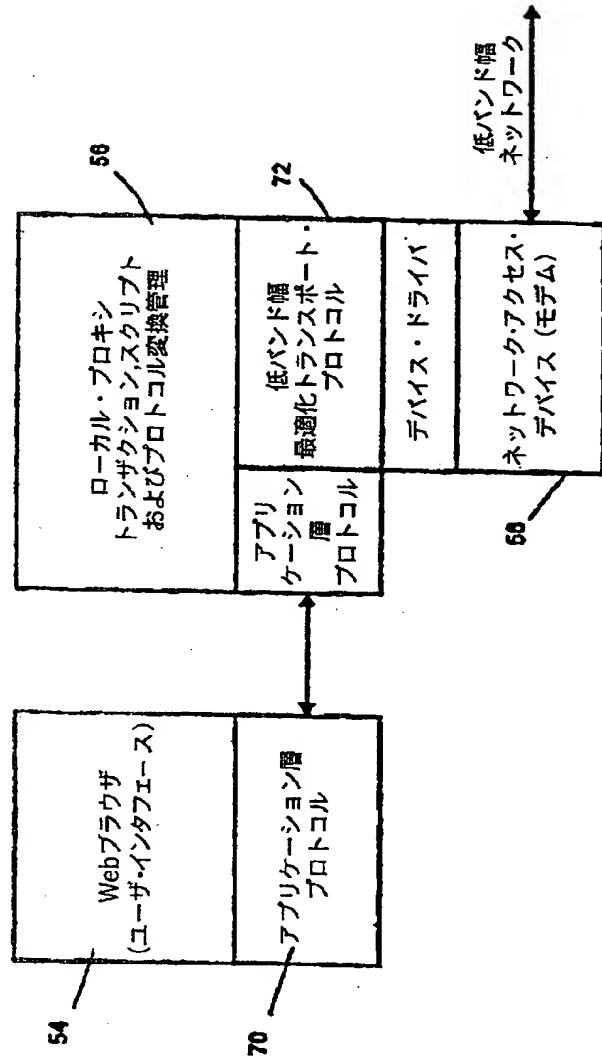 54
Webブラウザ
(ユーザ・インタフェース)
70
アプリケーション層
プロトコル
56
ローカル・プロキシ
トランザクション,スクリプト
およびプロトコル変換管理
アプリ
ケーション
層
プロトコル
72
低バンド幅
最適化トランスポート・
プロトコル
デバイス・ドライバ
ネットワーク・アクセス・
デバイス (モデム)
68
低バンド幅
ネットワーク